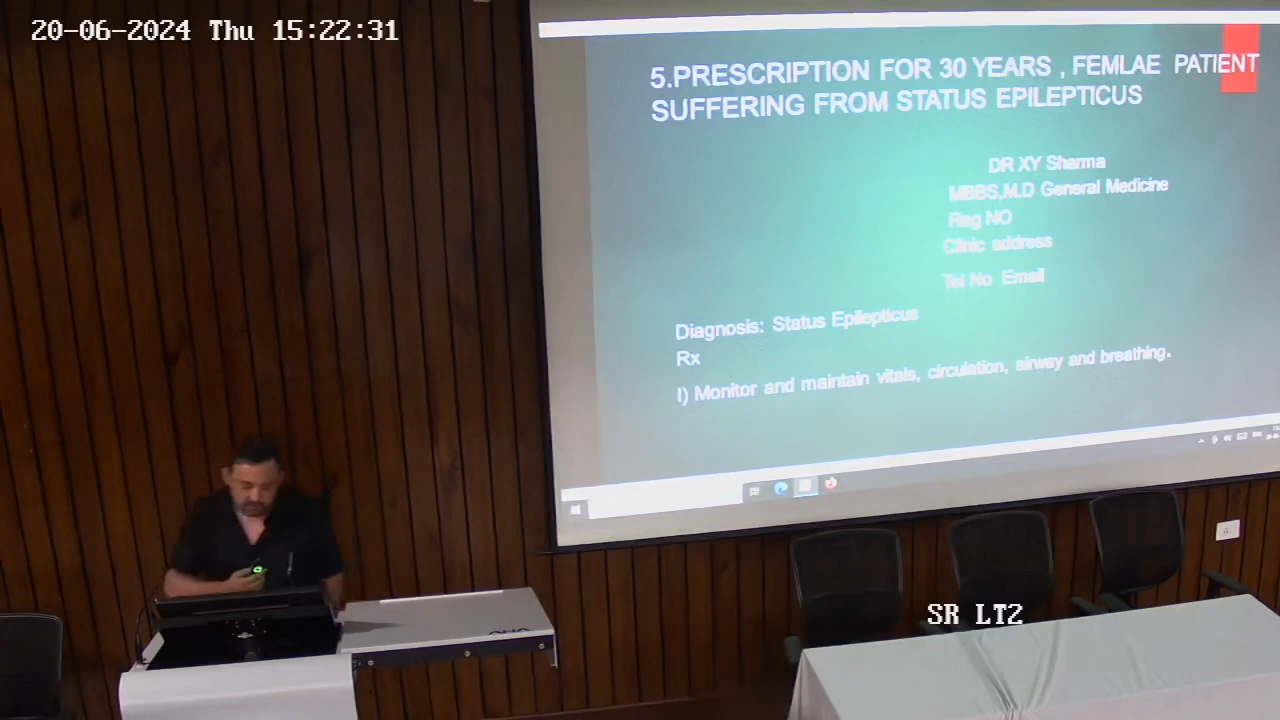 20-06-2024 Thu 15:22:31
5.PRESCRIPTION FOR 30 YEARS , FEMLAE PATIENT
SUFFERING FROM STATUS EPILEPTICUS
DR XY Sharma
MBBS,M.D General Medicine
Reg NO
Clinic address
Tel No Email
Diagnosis: Status Epilepticus
Rx
I) Monitor and maintain vitals, circulation, airway and breathing.
SR LT2